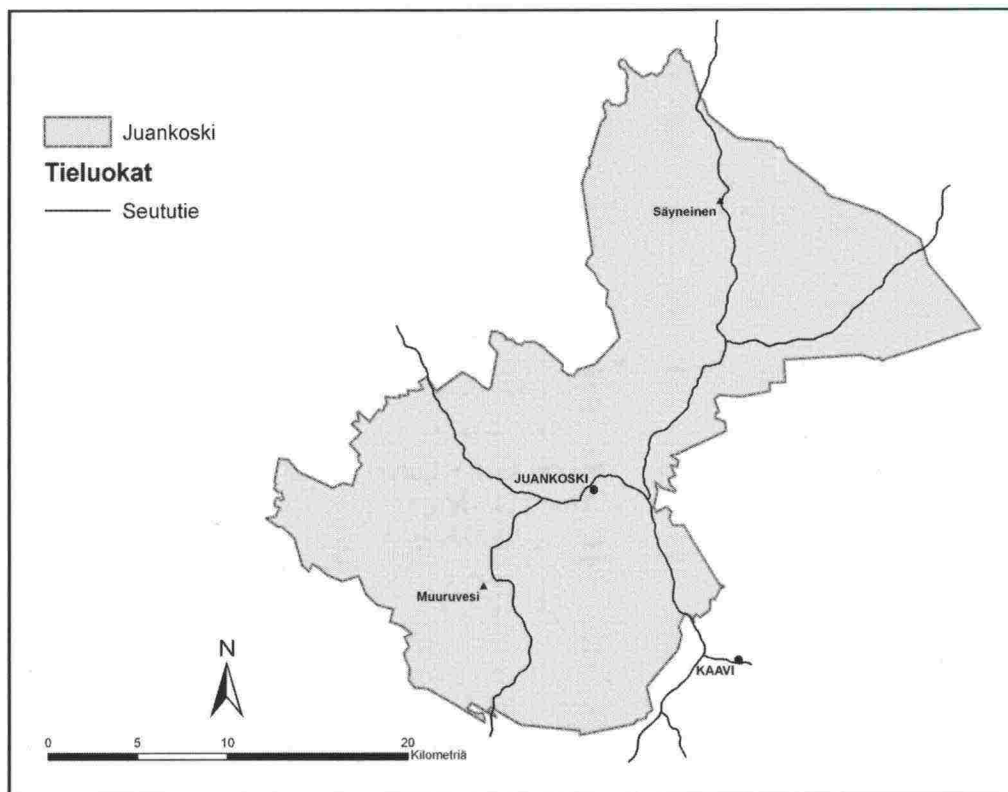 Juankoski
Tieluokat
Seututie
Säyneinen
JUANKOSKI
Muuruvesi
KAAVI
N
0 5 10 20
Kilometriä